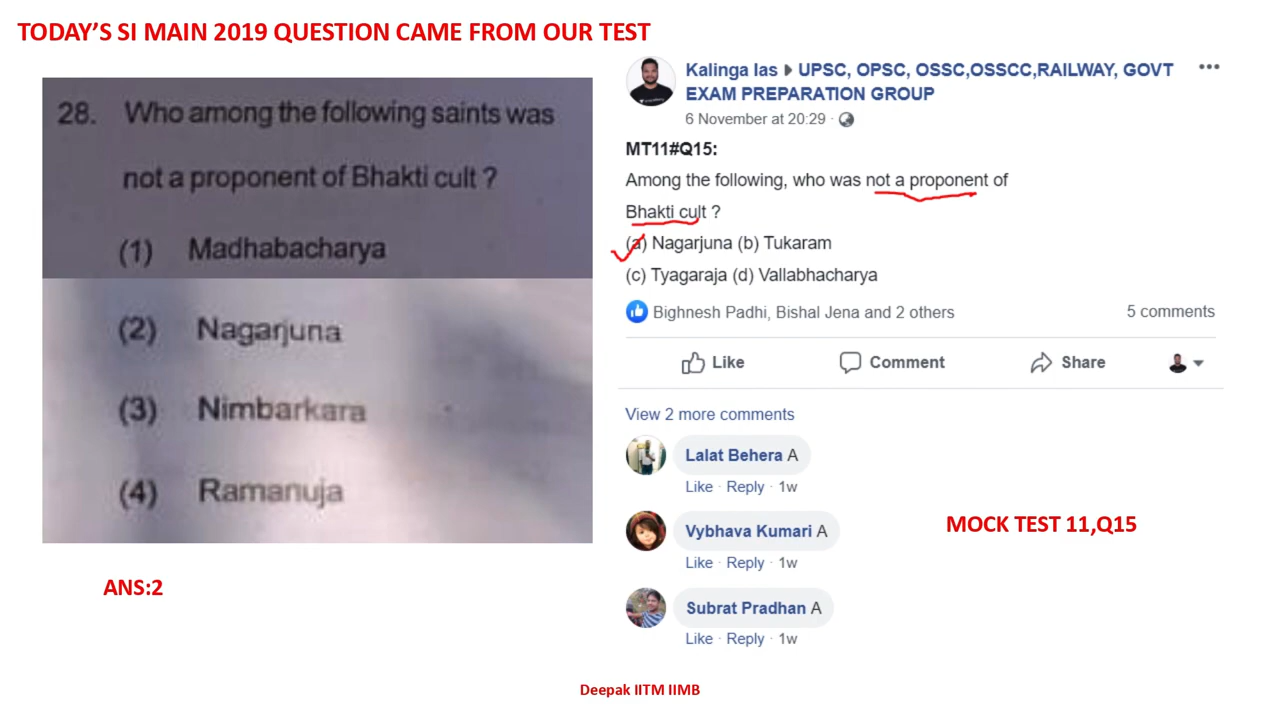 TODAY'S SI MAIN 2019 QUESTION CAME FROM OUR TEST
28. Who among the following saints was
not a proponent of Bhakti cult ?
(1) Madhabacharya
(2) Nagarjuna
(3) Nimbarkara
(4) Ramanuja
ANS:2
Kalinga Ias ▸ UPSC, OPSC, OSSC,OSSCC,RAILWAY, GOVT
EXAM PREPARATION GROUP
6 November at 20:29 ·
MT11#Q15:
Among the following, who was not a proponent of
Bhakti cult ?
(a) Nagarjuna (b) Tukaram
(c) Tyagaraja (d) Vallabhacharya
Bighnesh Padhi, Bishal Jena and 2 others 5 comments
Like Comment Share
View 2 more comments
Lalat Behera A
Like · Reply · 1w
Vybhava Kumari A
Like · Reply · 1w
Subrat Pradhan A
Like · Reply · 1w
MOCK TEST 11,Q15
Deepak IITM IIMB